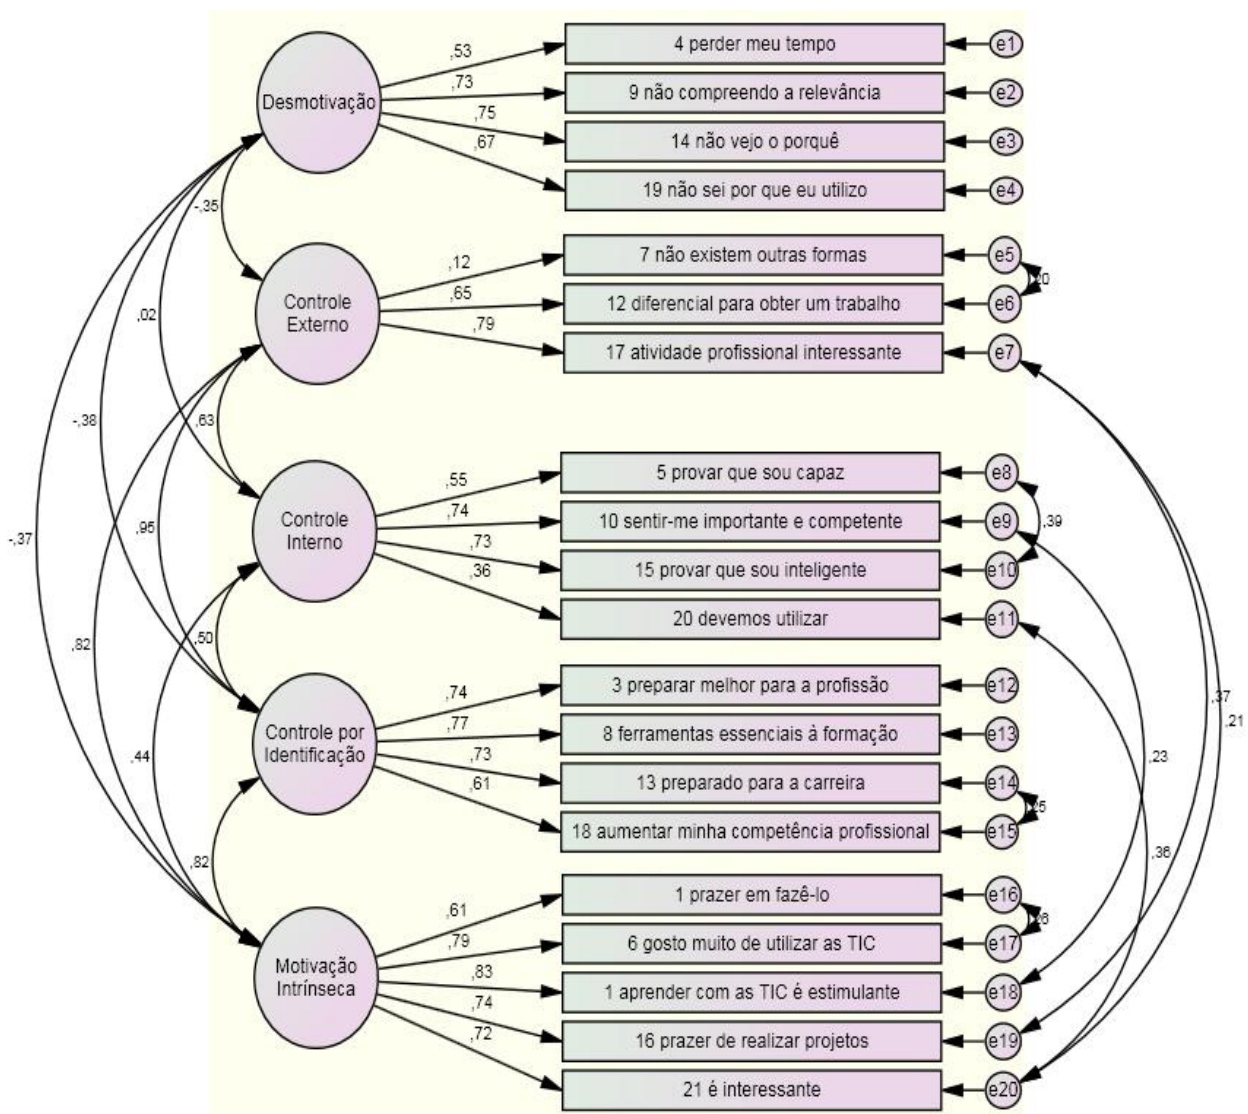 Desmotivação
,53
4 perder meu tempo
e1
,73
9 não compreendo a relevância
e2
,75
14 não vejo o porquê
e3
,67
19 não sei por que eu utilizo
e4
-,35
Controle
Externo
,12
7 não existem outras formas
e5
,65
12 diferencial para obter um trabalho
e6
,20
,79
17 atividade profissional interessante
e7
,02
-,38
,63
Controle
Interno
,55
5 provar que sou capaz
e8
,74
10 sentir-me importante e competente
e9
,39
,73
15 provar que sou inteligente
e10
,36
20 devemos utilizar
e11
-,37
,95
,82
,50
Controle por
Identificação
,74
3 preparar melhor para a profissão
e12
,77
8 ferramentas essenciais à formação
e13
,73
13 preparado para a carreira
e14
,61
18 aumentar minha competência profissional
e15
,25
,37
,21
,23
,36
,44
,82
Motivação
Intrínseca
,61
1 prazer em fazê-lo
e16
,79
6 gosto muito de utilizar as TIC
e17
,83
1 aprender com as TIC é estimulante
e18
,74
16 prazer de realizar projetos
e19
,72
21 é interessante
e20